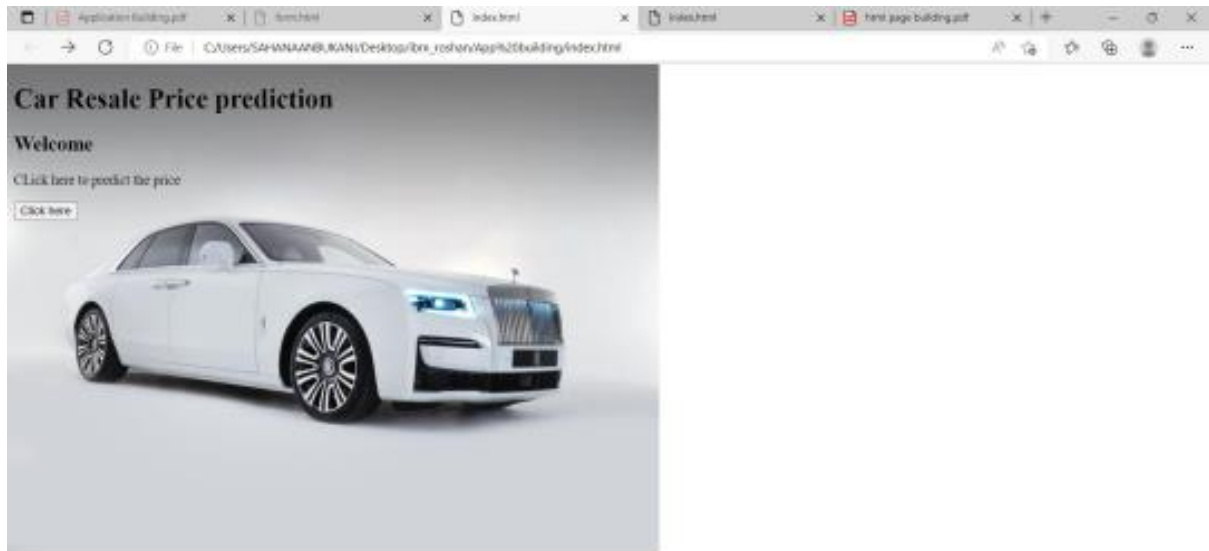 Application Building.pdf
form.html
index.html
index.html
html page building.pdf
File
C:/Users/SAHANAANBUKANI/Desktop/ibm_roshan/App%20building/index.html
Car Resale Price prediction
Welcome
CLick here to predict the price
Click here